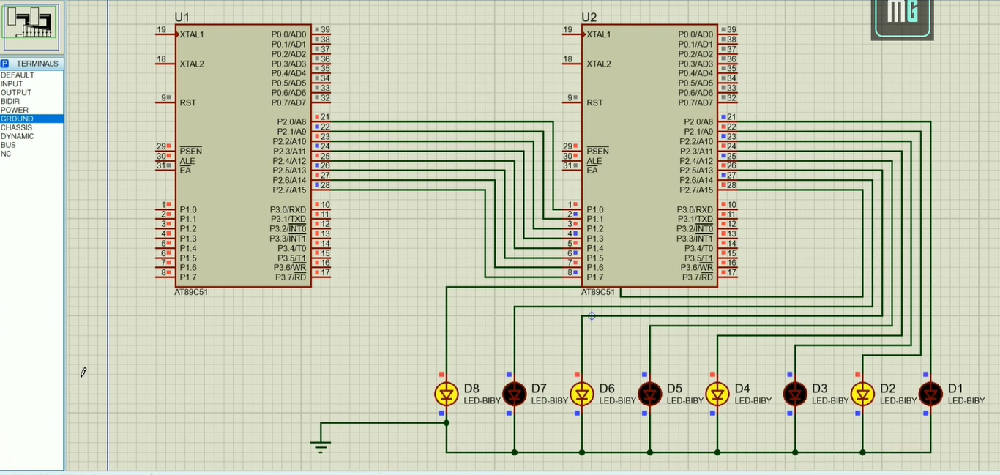 MG
U1
U2
TERMINALS
DEFAULT
INPUT
OUTPUT
BIDIR
POWER
GROUND
CHASSIS
DYNAMIC
BUS
NC
19 XTAL1
18 XTAL2
9 RST
29 PSEN
30 ALE
31 EA
1 P1.0
2 P1.1
3 P1.2
4 P1.3
5 P1.4
6 P1.5
7 P1.6
8 P1.7
P0.0/AD0 39
P0.1/AD1 38
P0.2/AD2 37
P0.3/AD3 36
P0.4/AD4 35
P0.5/AD5 34
P0.6/AD6 33
P0.7/AD7 32
P2.0/A8 21
P2.1/A9 22
P2.2/A10 23
P2.3/A11 24
P2.4/A12 25
P2.5/A13 26
P2.6/A14 27
P2.7/A15 28
P3.0/RXD 10
P3.1/TXD 11
P3.2/INT0 12
P3.3/INT1 13
P3.4/T0 14
P3.5/T1 15
P3.6/WR 16
P3.7/RD 17
AT89C51
19 XTAL1
18 XTAL2
9 RST
29 PSEN
30 ALE
31 EA
1 P1.0
2 P1.1
3 P1.2
4 P1.3
5 P1.4
6 P1.5
7 P1.6
8 P1.7
P0.0/AD0 39
P0.1/AD1 38
P0.2/AD2 37
P0.3/AD3 36
P0.4/AD4 35
P0.5/AD5 34
P0.6/AD6 33
P0.7/AD7 32
P2.0/A8 21
P2.1/A9 22
P2.2/A10 23
P2.3/A11 24
P2.4/A12 25
P2.5/A13 26
P2.6/A14 27
P2.7/A15 28
P3.0/RXD 10
P3.1/TXD 11
P3.2/INT0 12
P3.3/INT1 13
P3.4/T0 14
P3.5/T1 15
P3.6/WR 16
P3.7/RD 17
AT89C51
D8
LED-BIBY
D7
LED-BIBY
D6
LED-BIBY
D5
LED-BIBY
D4
LED-BIBY
D3
LED-BIBY
D2
LED-BIBY
D1
LED-BIBY